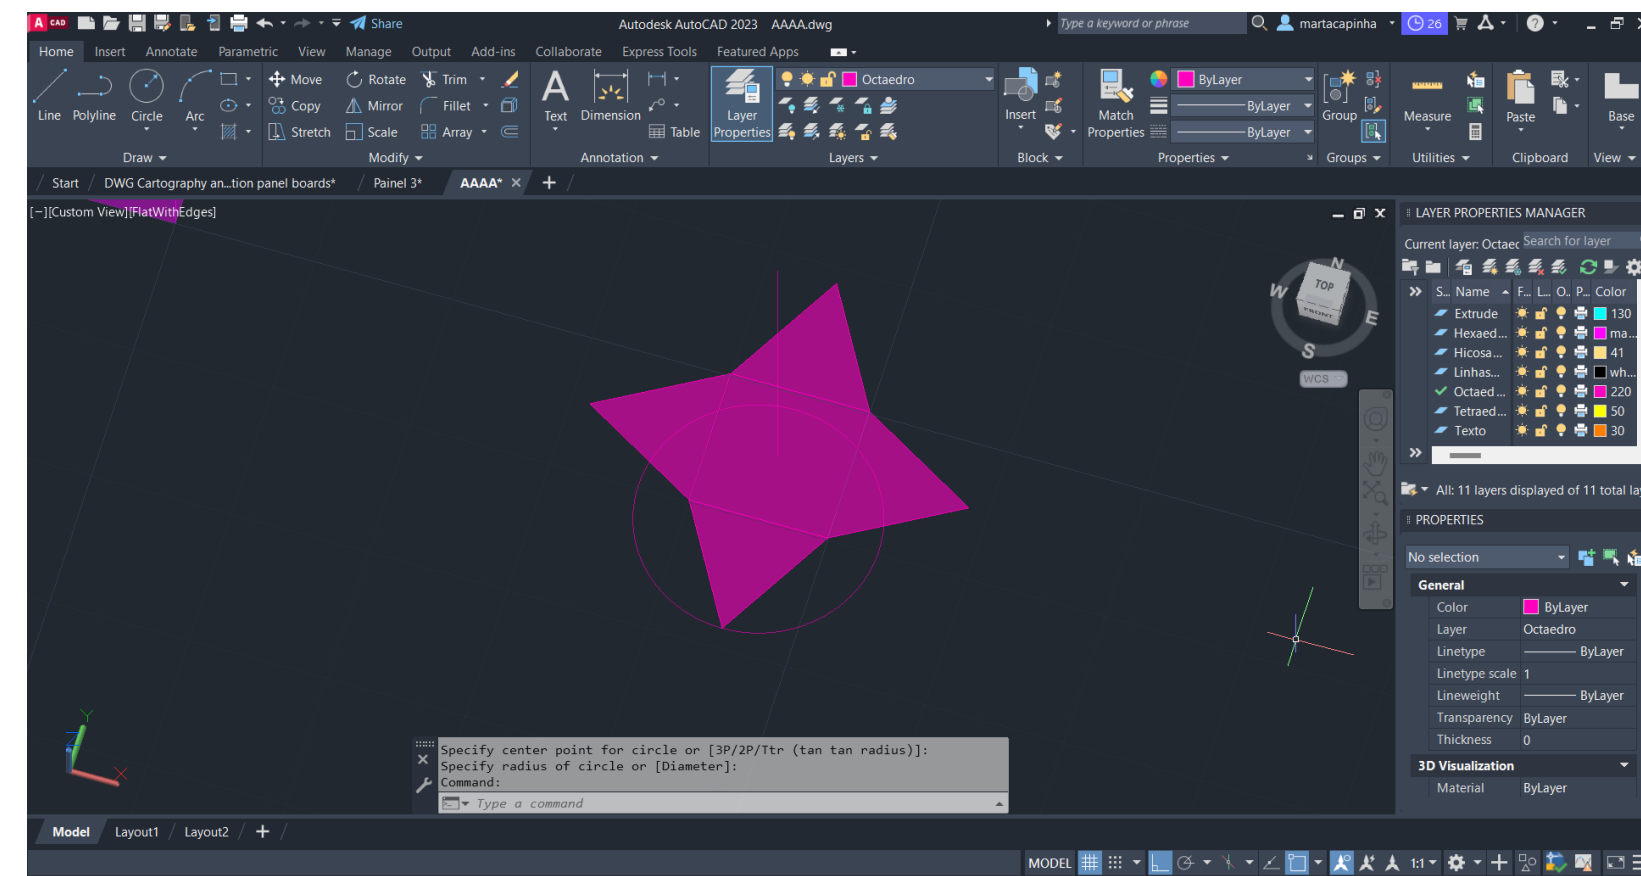 A CAD Share Autodesk AutoCAD 2023 AAAA.dwg Type a keyword or phrase martacapinha 26
Home Insert Annotate Parametric View Manage Output Add-ins Collaborate Express Tools Featured Apps
Line Polyline Circle Arc
Move Rotate Trim
Copy Mirror Fillet
Stretch Scale Array
Text Dimension Table
Layer Properties
Octaedro
Insert
Match Properties
ByLayer
ByLayer
ByLayer
Group Measure Paste Base
Draw Modify Annotation Layers Block Properties Groups Utilities Clipboard View
Start / DWG Cartography an...tion panel boards* / Painel 3* AAAA*
[−][Custom View][FlatWithEdges]
N
W TOP E
FRONT
S
WCS
LAYER PROPERTIES MANAGER
Current layer: Octaec Search for layer
S.. Name F... L... O.. P... Color
Extrude 130
Hexaed... ma...
Hicosa... 41
Linhas... wh...
Octaed... 220
Tetraed... 50
Texto 30
All: 11 layers displayed of 11 total la
PROPERTIES
No selection
General
Color ByLayer
Layer Octaedro
Linetype ByLayer
Linetype scale 1
Lineweight ByLayer
Transparency ByLayer
Thickness 0
3D Visualization
Material ByLayer
Y
X
Specify center point for circle or [3P/2P/Ttr (tan tan radius)]:
Specify radius of circle or [Diameter]:
Command:
Type a command
Model Layout1 / Layout2 /
MODEL 1:1